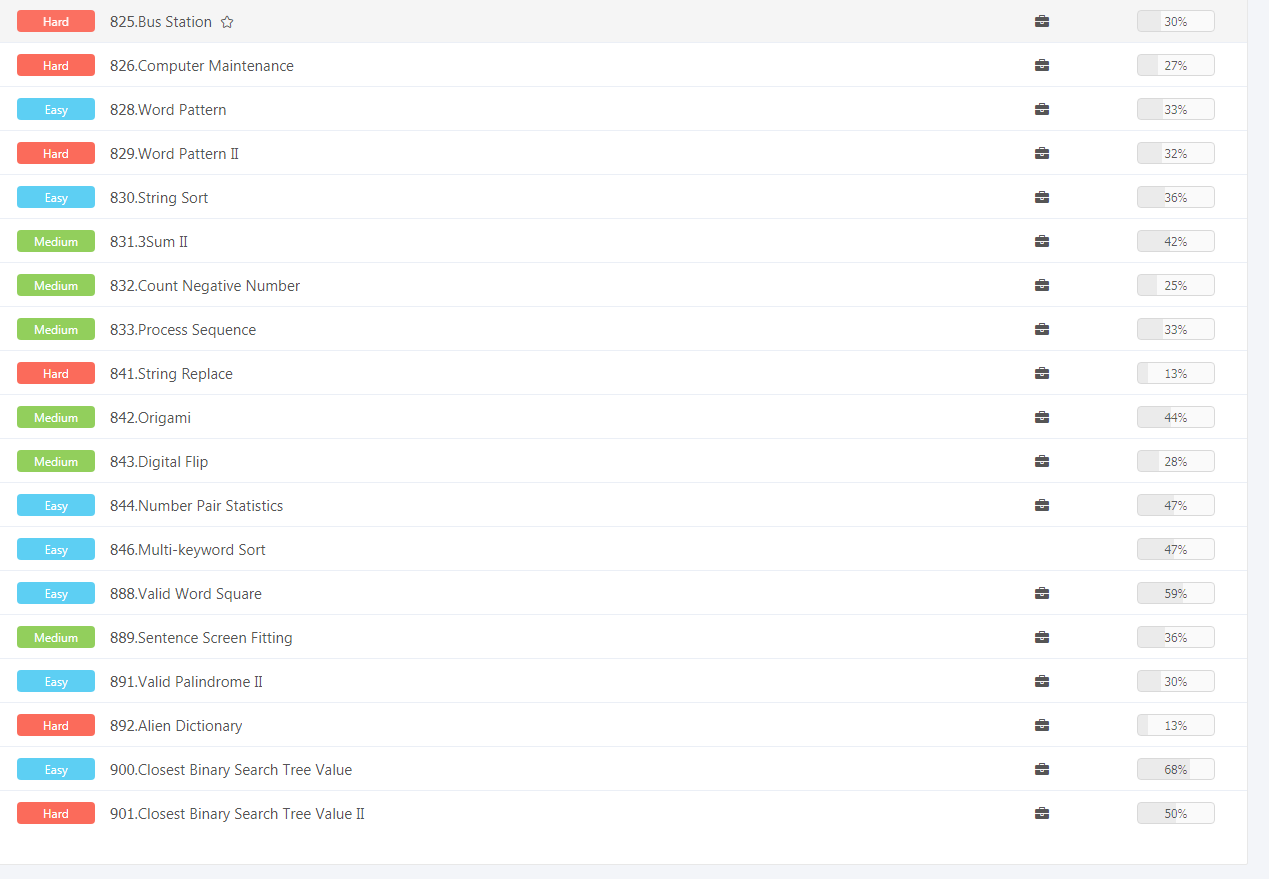 Hard 825.Bus Station 30%
Hard 826.Computer Maintenance 27%
Easy 828.Word Pattern 33%
Hard 829.Word Pattern II 32%
Easy 830.String Sort 36%
Medium 831.3Sum II 42%
Medium 832.Count Negative Number 25%
Medium 833.Process Sequence 33%
Hard 841.String Replace 13%
Medium 842.Origami 44%
Medium 843.Digital Flip 28%
Easy 844.Number Pair Statistics 47%
Easy 846.Multi-keyword Sort 47%
Easy 888.Valid Word Square 59%
Medium 889.Sentence Screen Fitting 36%
Easy 891.Valid Palindrome II 30%
Hard 892.Alien Dictionary 13%
Easy 900.Closest Binary Search Tree Value 68%
Hard 901.Closest Binary Search Tree Value II 50%